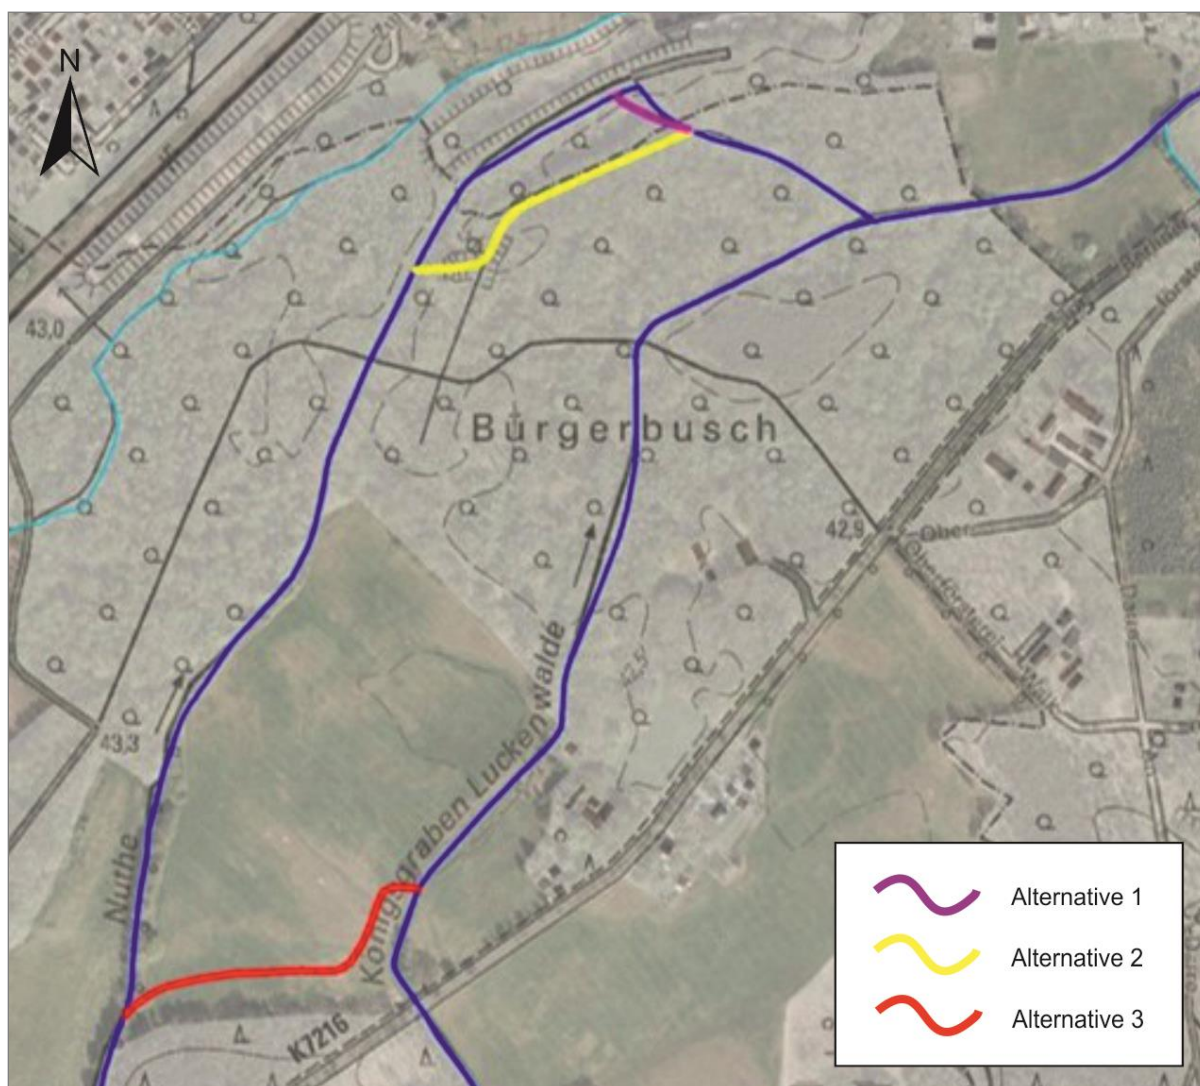 N
43,0
Bürgerbusch
42,9
Ober
Oberförsterei
42,5
43,3
Königsgraben Luckenwalde
Nuthe
K7216
Alternative 1
Alternative 2
Alternative 3